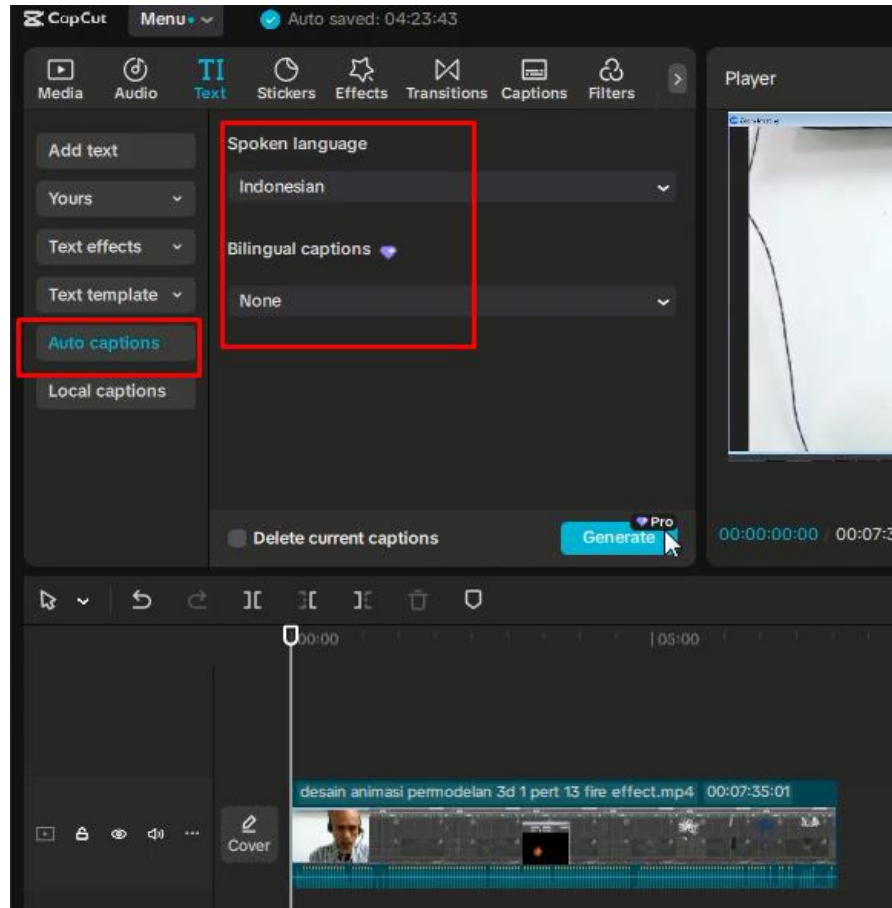 CapCut Menu Auto saved: 04:23:43
Media Audio Text Stickers Effects Transitions Captions Filters
Player
Add text
Yours
Text effects
Text template
Auto captions
Local captions
Spoken language
Indonesian
Bilingual captions
None
Delete current captions
Pro
Generate
00:00:00:00 / 00:07:3
00:00
05:00
desain animasi permodelan 3d 1 pert 13 fire effect.mp4 00:07:35:01
Cover